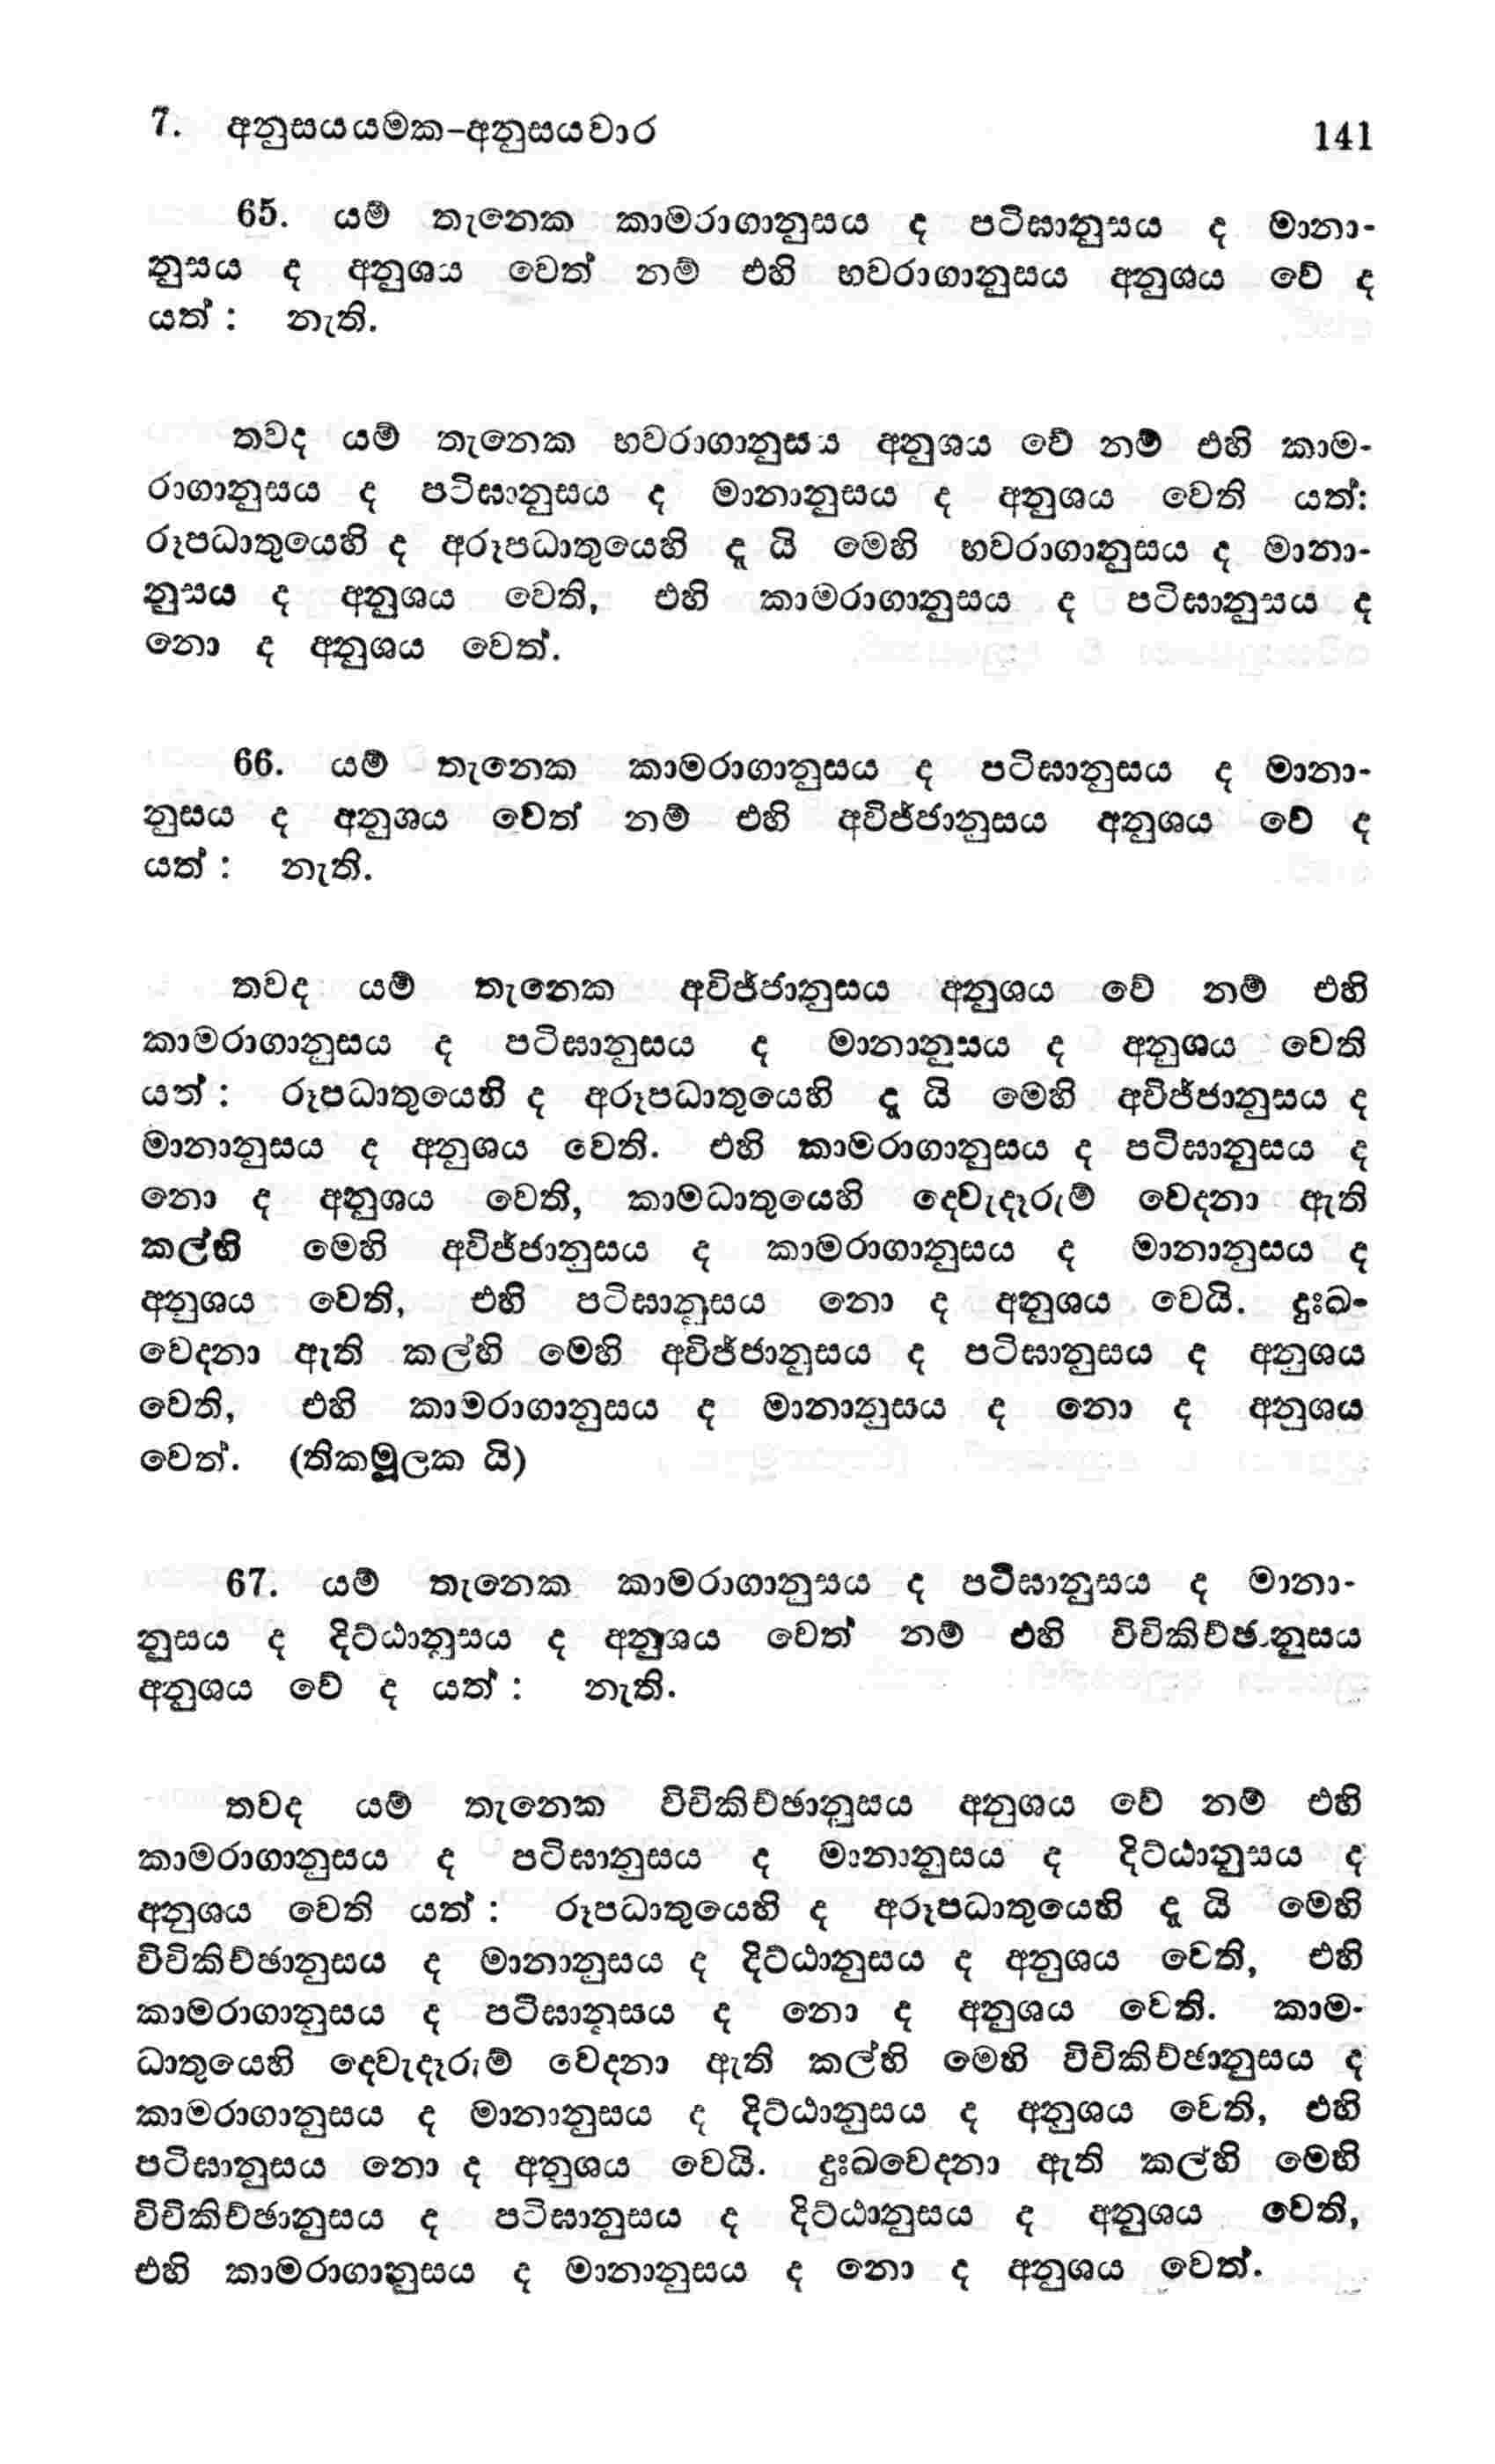 7. අනුසයයමක-අනුසයවාර 141
65. යම් තැනෙක කාමරාගානුසය ද පටිඝානුසය ද මානා-
නුසය ද අනුශය වෙත් නම් එහි භවරාගානුසය අනුශය වේ ද
යත් : නැති.
තවද යම් තැනෙක භවරාගානුසය අනුශය වේ නම් එහි කාම-
රාගානුසය ද පටිඝානුසය ද මානානුසය ද අනුශය වෙති යත්:
රූපධාතුයෙහි ද අරූපධාතුයෙහි දැ යි මෙහි භවරාගානුසය ද මානා-
නුසය ද අනුශය වෙති, එහි කාමරාගානුසය ද පටිඝානුසය ද
නො ද අනුශය වෙත්.
66. යම් තැනෙක කාමරාගානුසය ද පටිඝානුසය ද මානා-
නුසය ද අනුශය වෙත් නම් එහි අවිජ්ජානුසය අනුශය වේ ද
යත් : නැති.
තවද යම් තැනෙක අවිජ්ජානුසය අනුශය වේ නම් එහි
කාමරාගානුසය ද පටිඝානුසය ද මානානුසය ද අනුශය වෙති
යත් : රූපධාතුයෙහි ද අරූපධාතුයෙහි දැ යි මෙහි අවිජ්ජානුසය ද
මානානුසය ද අනුශය වෙති. එහි කාමරාගානුසය ද පටිඝානුසය ද
නො ද අනුශය වෙති, කාමධාතුයෙහි දෙවැදෑරුම් වෙදනා ඇති
කල්හි මෙහි අවිජ්ජානුසය ද කාමරාගානුසය ද මානානුසය ද
අනුශය වෙති, එහි පටිඝානුසය නො ද අනුශය වෙයි. දුඃඛ-
වෙදනා ඇති කල්හි මෙහි අවිජ්ජානුසය ද පටිඝානුසය ද අනුශය
වෙති, එහි කාමරාගානුසය ද මානානුසය ද නො ද අනුශය
වෙත්. (තිකමූලක යි)
67. යම් තැනෙක කාමරාගානුසය ද පටිඝානුසය ද මානා-
නුසය ද දිට්ඨානුසය ද අනුශය වෙත් නම් එහි විචිකිච්ඡානුසය
අනුශය වේ ද යත් : නැති.
තවද යම් තැනෙක විචිකිච්ඡානුසය අනුශය වේ නම් එහි
කාමරාගානුසය ද පටිඝානුසය ද මානානුසය ද දිට්ඨානුසය ද
අනුශය වෙති යත් : රූපධාතුයෙහි ද අරූපධාතුයෙහි දැ යි මෙහි
විචිකිච්ඡානුසය ද මානානුසය ද දිට්ඨානුසය ද අනුශය වෙති, එහි
කාමරාගානුසය ද පටිඝානුසය ද නො ද අනුශය වෙති. කාම-
ධාතුයෙහි දෙවැදෑරුම් වෙදනා ඇති කල්හි මෙහි විචිකිච්ඡානුසය ද
කාමරාගානුසය ද මානානුසය ද දිට්ඨානුසය ද අනුශය වෙති, එහි
පටිඝානුසය නො ද අනුශය වෙයි. දුඃඛවෙදනා ඇති කල්හි මෙහි
විචිකිච්ඡානුසය ද පටිඝානුසය ද දිට්ඨානුසය ද අනුශය වෙති,
එහි කාමරාගානුසය ද මානානුසය ද නො ද අනුශය වෙත්.